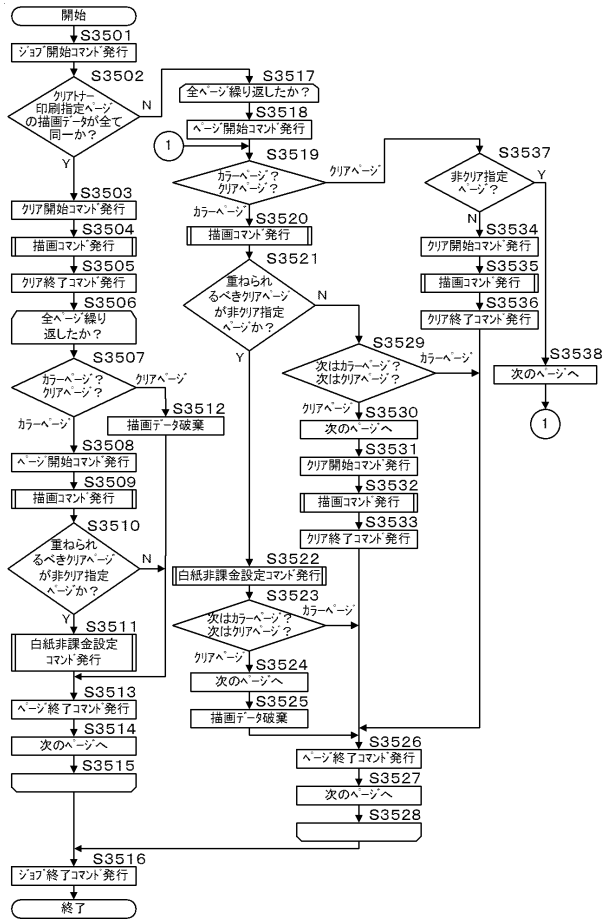 開始
S3501
ジョブ開始コマンド発行
S3502
クリアトナー
印刷指定ページ
の描画データが全て
同一か？
N
Y
S3503
クリア開始コマンド発行
S3504
描画コマンド発行
S3505
クリア終了コマンド発行
S3506
全ページ繰り
返したか？
S3507
カラーページ？
クリアページ？
クリアページ
カラーページ
S3512
描画データ破棄
S3508
ページ開始コマンド発行
S3509
描画コマンド発行
S3510
重ねられ
るべきクリアページ
が非クリア指定
ページか？
N
Y
S3511
白紙非課金設定
コマンド発行
S3513
ページ終了コマンド発行
S3514
次のページへ
S3515
S3516
ジョブ終了コマンド発行
終了
S3517
全ページ繰り返したか？
S3518
ページ開始コマンド発行
1
S3519
カラーページ？
クリアページ？
クリアページ
カラーページ
S3520
描画コマンド発行
S3521
重ねられ
るべきクリアページ
が非クリア指定
ページか？
N
Y
S3522
白紙非課金設定コマンド発行
S3523
次はカラーページ？
次はクリアページ？
カラーページ
クリアページ
S3524
次のページへ
S3525
描画データ破棄
S3529
次はカラーページ？
次はクリアページ？
カラーページ
クリアページ
S3530
次のページへ
S3531
クリア開始コマンド発行
S3532
描画コマンド発行
S3533
クリア終了コマンド発行
S3526
ページ終了コマンド発行
S3527
次のページへ
S3528
S3537
非クリア指定
ページ？
Y
N
S3534
クリア開始コマンド発行
S3535
描画コマンド発行
S3536
クリア終了コマンド発行
S3538
次のページへ
1